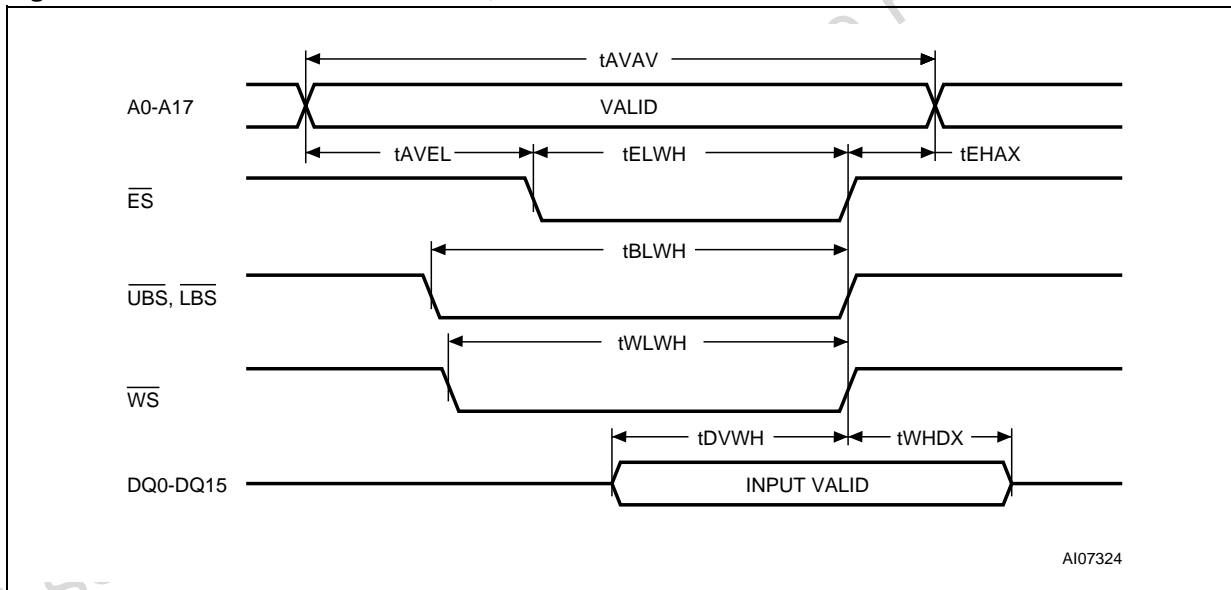 tAVAV
A0-A17
VALID
tAVEL
tELWH
tEHAX
ES
tBLWH
UBS, LBS
tWLWH
WS
tDVWH
tWHDX
DQ0-DQ15
INPUT VALID
AI07324